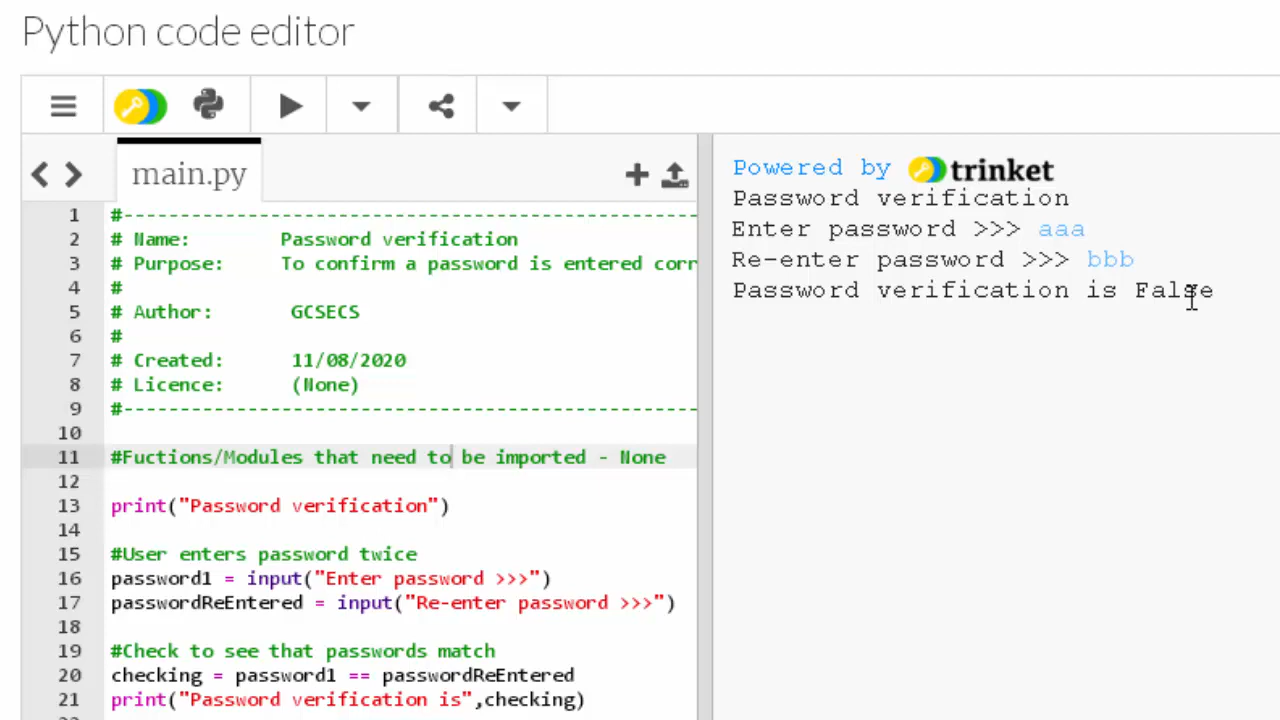 Python code editor
main.py
1 #--------------------------------------------------
2 # Name: Password verification
3 # Purpose: To confirm a password is entered corr
4 #
5 # Author: GCSECS
6 #
7 # Created: 11/08/2020
8 # Licence: (None)
9 #--------------------------------------------------
10
11 #Fuctions/Modules that need to be imported - None
12
13 print("Password verification")
14
15 #User enters password twice
16 password1 = input("Enter password >>>")
17 passwordReEntered = input("Re-enter password >>>")
18
19 #Check to see that passwords match
20 checking = password1 == passwordReEntered
21 print("Password verification is",checking)
Powered by trinket
Password verification
Enter password >>> aaa
Re-enter password >>> bbb
Password verification is False